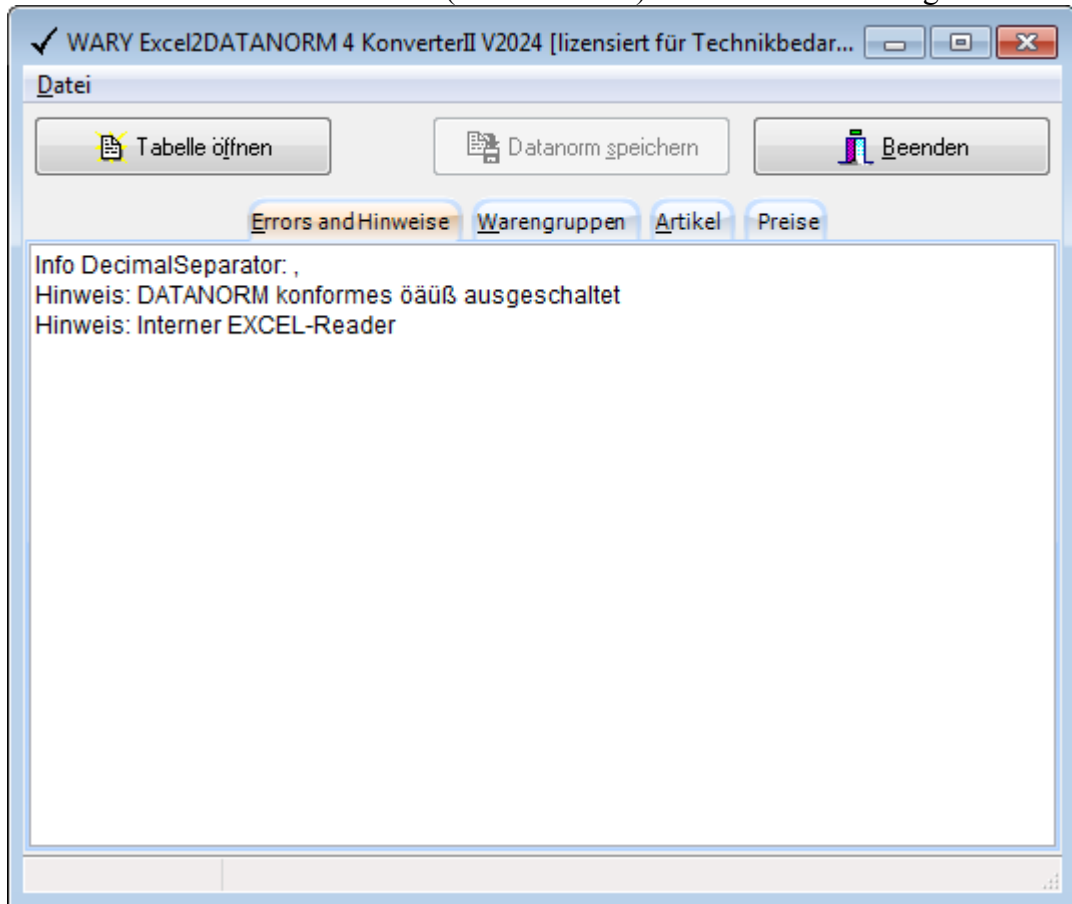 WARY Excel2DATANORM 4 KonverterII V2024 [lizensiert für Technikbedar...
Datei
Tabelle öffnen
Datanorm speichern
Beenden
Errors and Hinweise
Warengruppen
Artikel
Preise
Info DecimalSeparator: ,
Hinweis: DATANORM konformes öäüß ausgeschaltet
Hinweis: Interner EXCEL-Reader